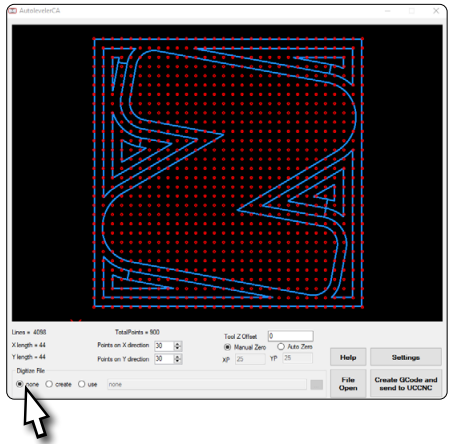 AutolevelerCA
Lines = 4098 TotalPoints = 900
Tool Z Offset 0
X length = 44 Points on X direction 30 Manual Zero Auto Zero
Y length = 44 Points on Y direction 30 XP 25 YP 25 Help Settings
Digitize File
none create use none File Open Create GCode and send to UCCNC